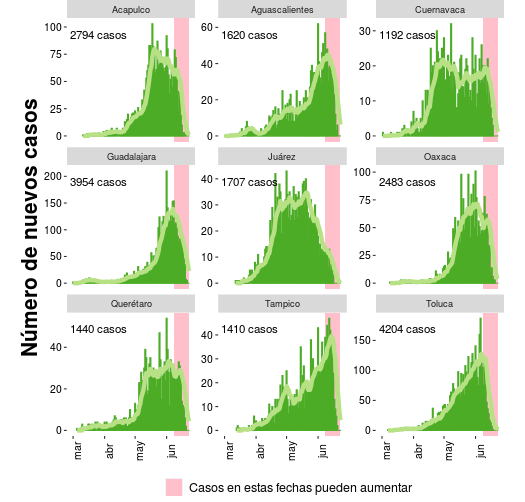 Número de nuevos casos
Acapulco
Aguascalientes
Cuernavaca
2794 casos
1620 casos
1192 casos
100
75
50
25
0
60
40
20
0
30
20
10
0
Guadalajara
Juárez
Oaxaca
3954 casos
1707 casos
2483 casos
200
150
100
50
0
40
30
20
10
0
100
75
50
25
0
Querétaro
Tampico
Toluca
1440 casos
1410 casos
4204 casos
40
20
0
40
30
20
10
0
150
100
50
0
mar abr may jun
mar abr may jun
mar abr may jun
Casos en estas fechas pueden aumentar